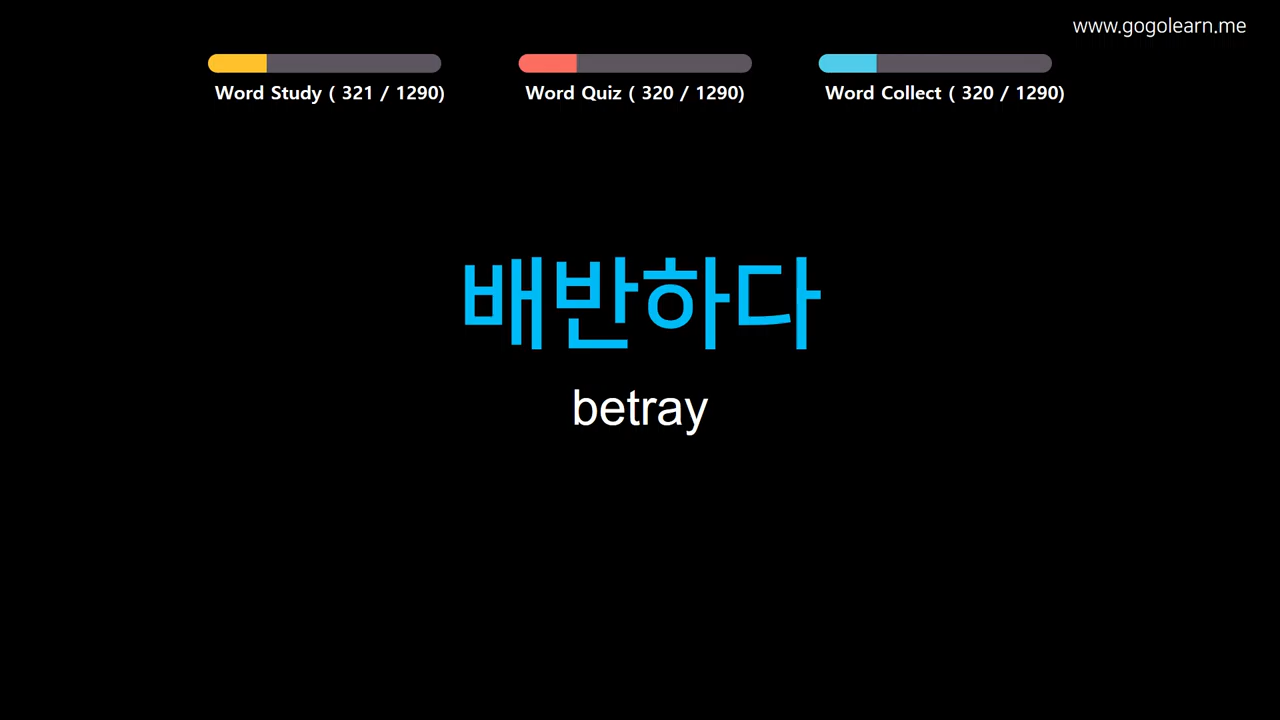 www.gogolearn.me
Word Study ( 321 / 1290)
Word Quiz ( 320 / 1290)
Word Collect ( 320 / 1290)
배반하다
betray